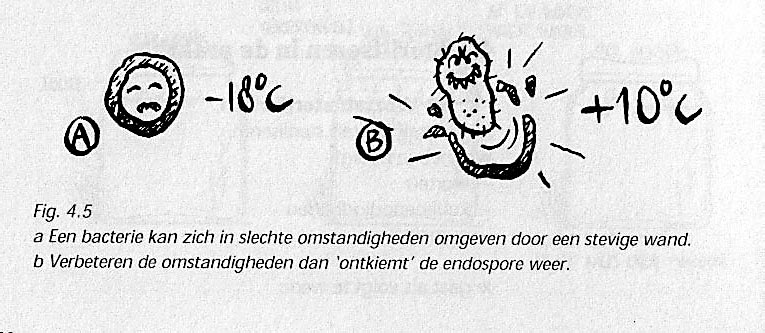 A -18°C
B +10°C
Fig. 4.5
a Een bacterie kan zich in slechte omstandigheden omgeven door een stevige wand.
b Verbeteren de omstandigheden dan 'ontkiemt' de endospore weer.